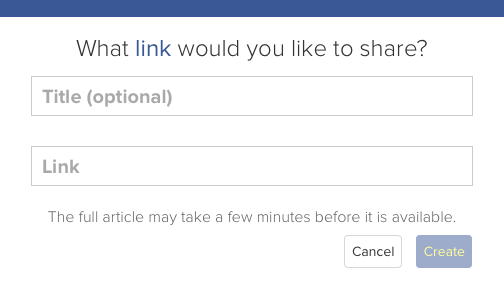 What link would you like to share?
Title (optional)
Link
The full article may take a few minutes before it is available.
Cancel Create